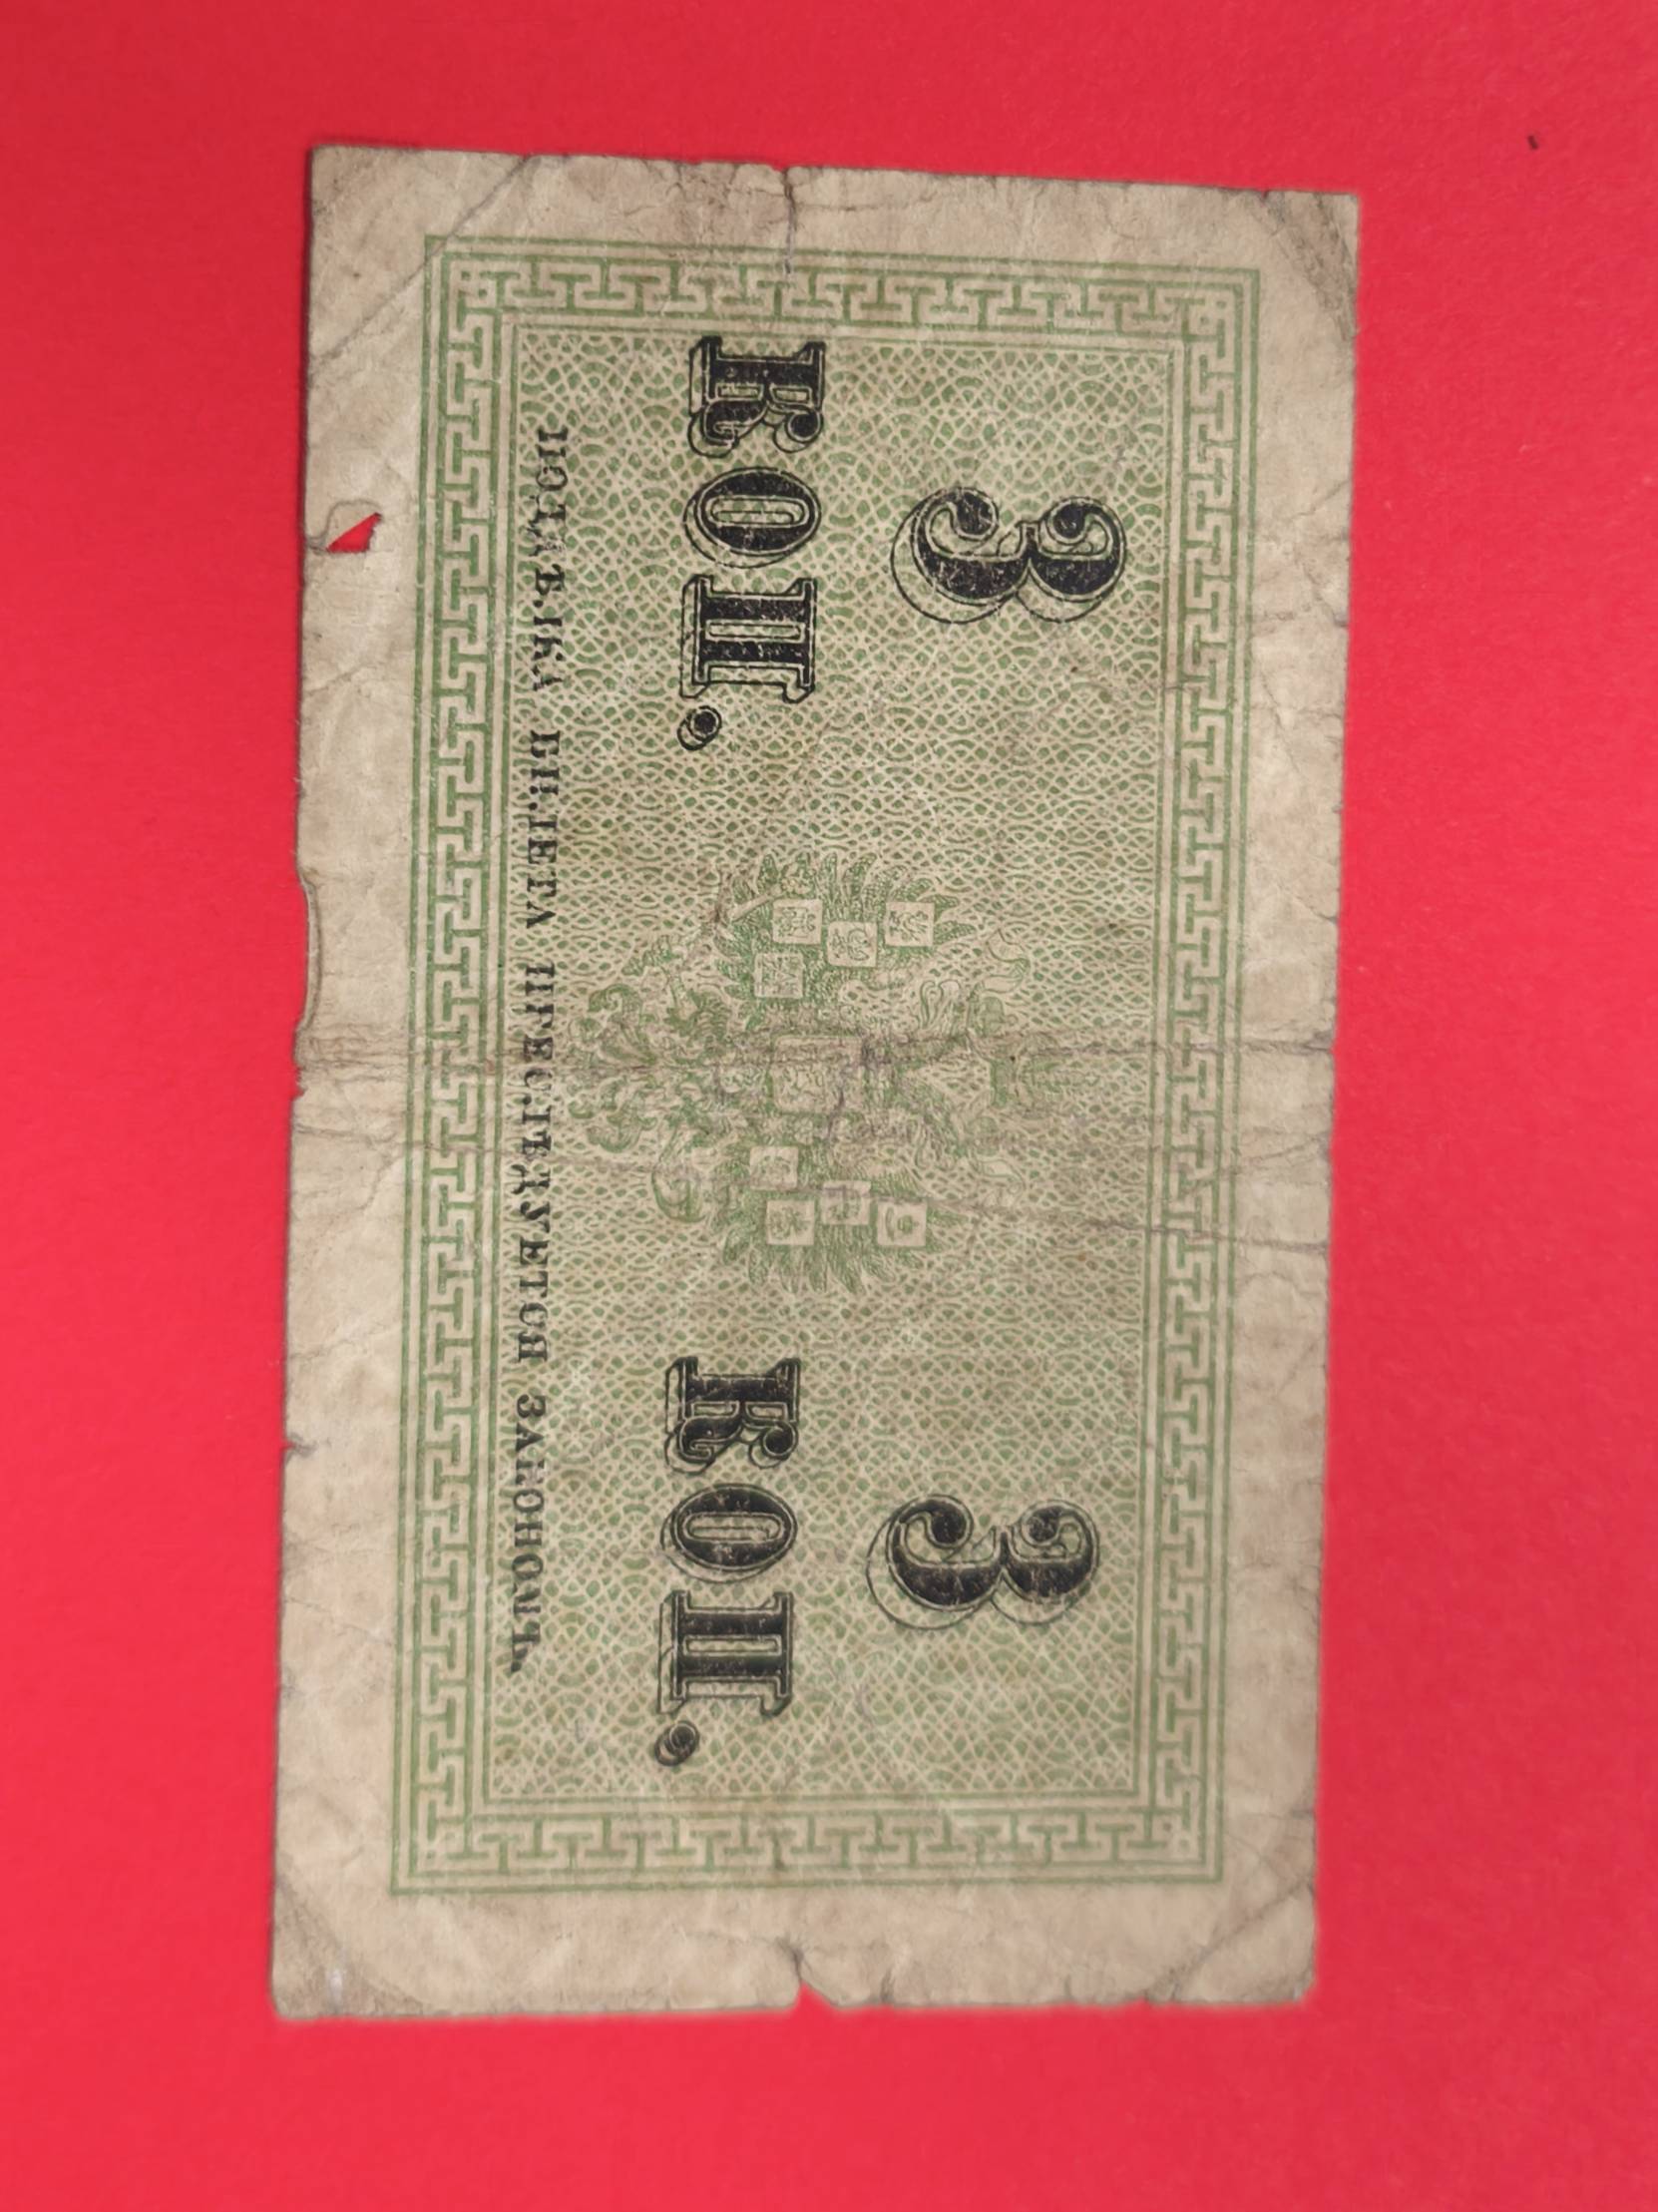 3 3
КОП. КОП.
ПОДДѢЛКА БИЛЕТА ПРЕСЛѢДУЕТСЯ ЗАКОНОМЪ.